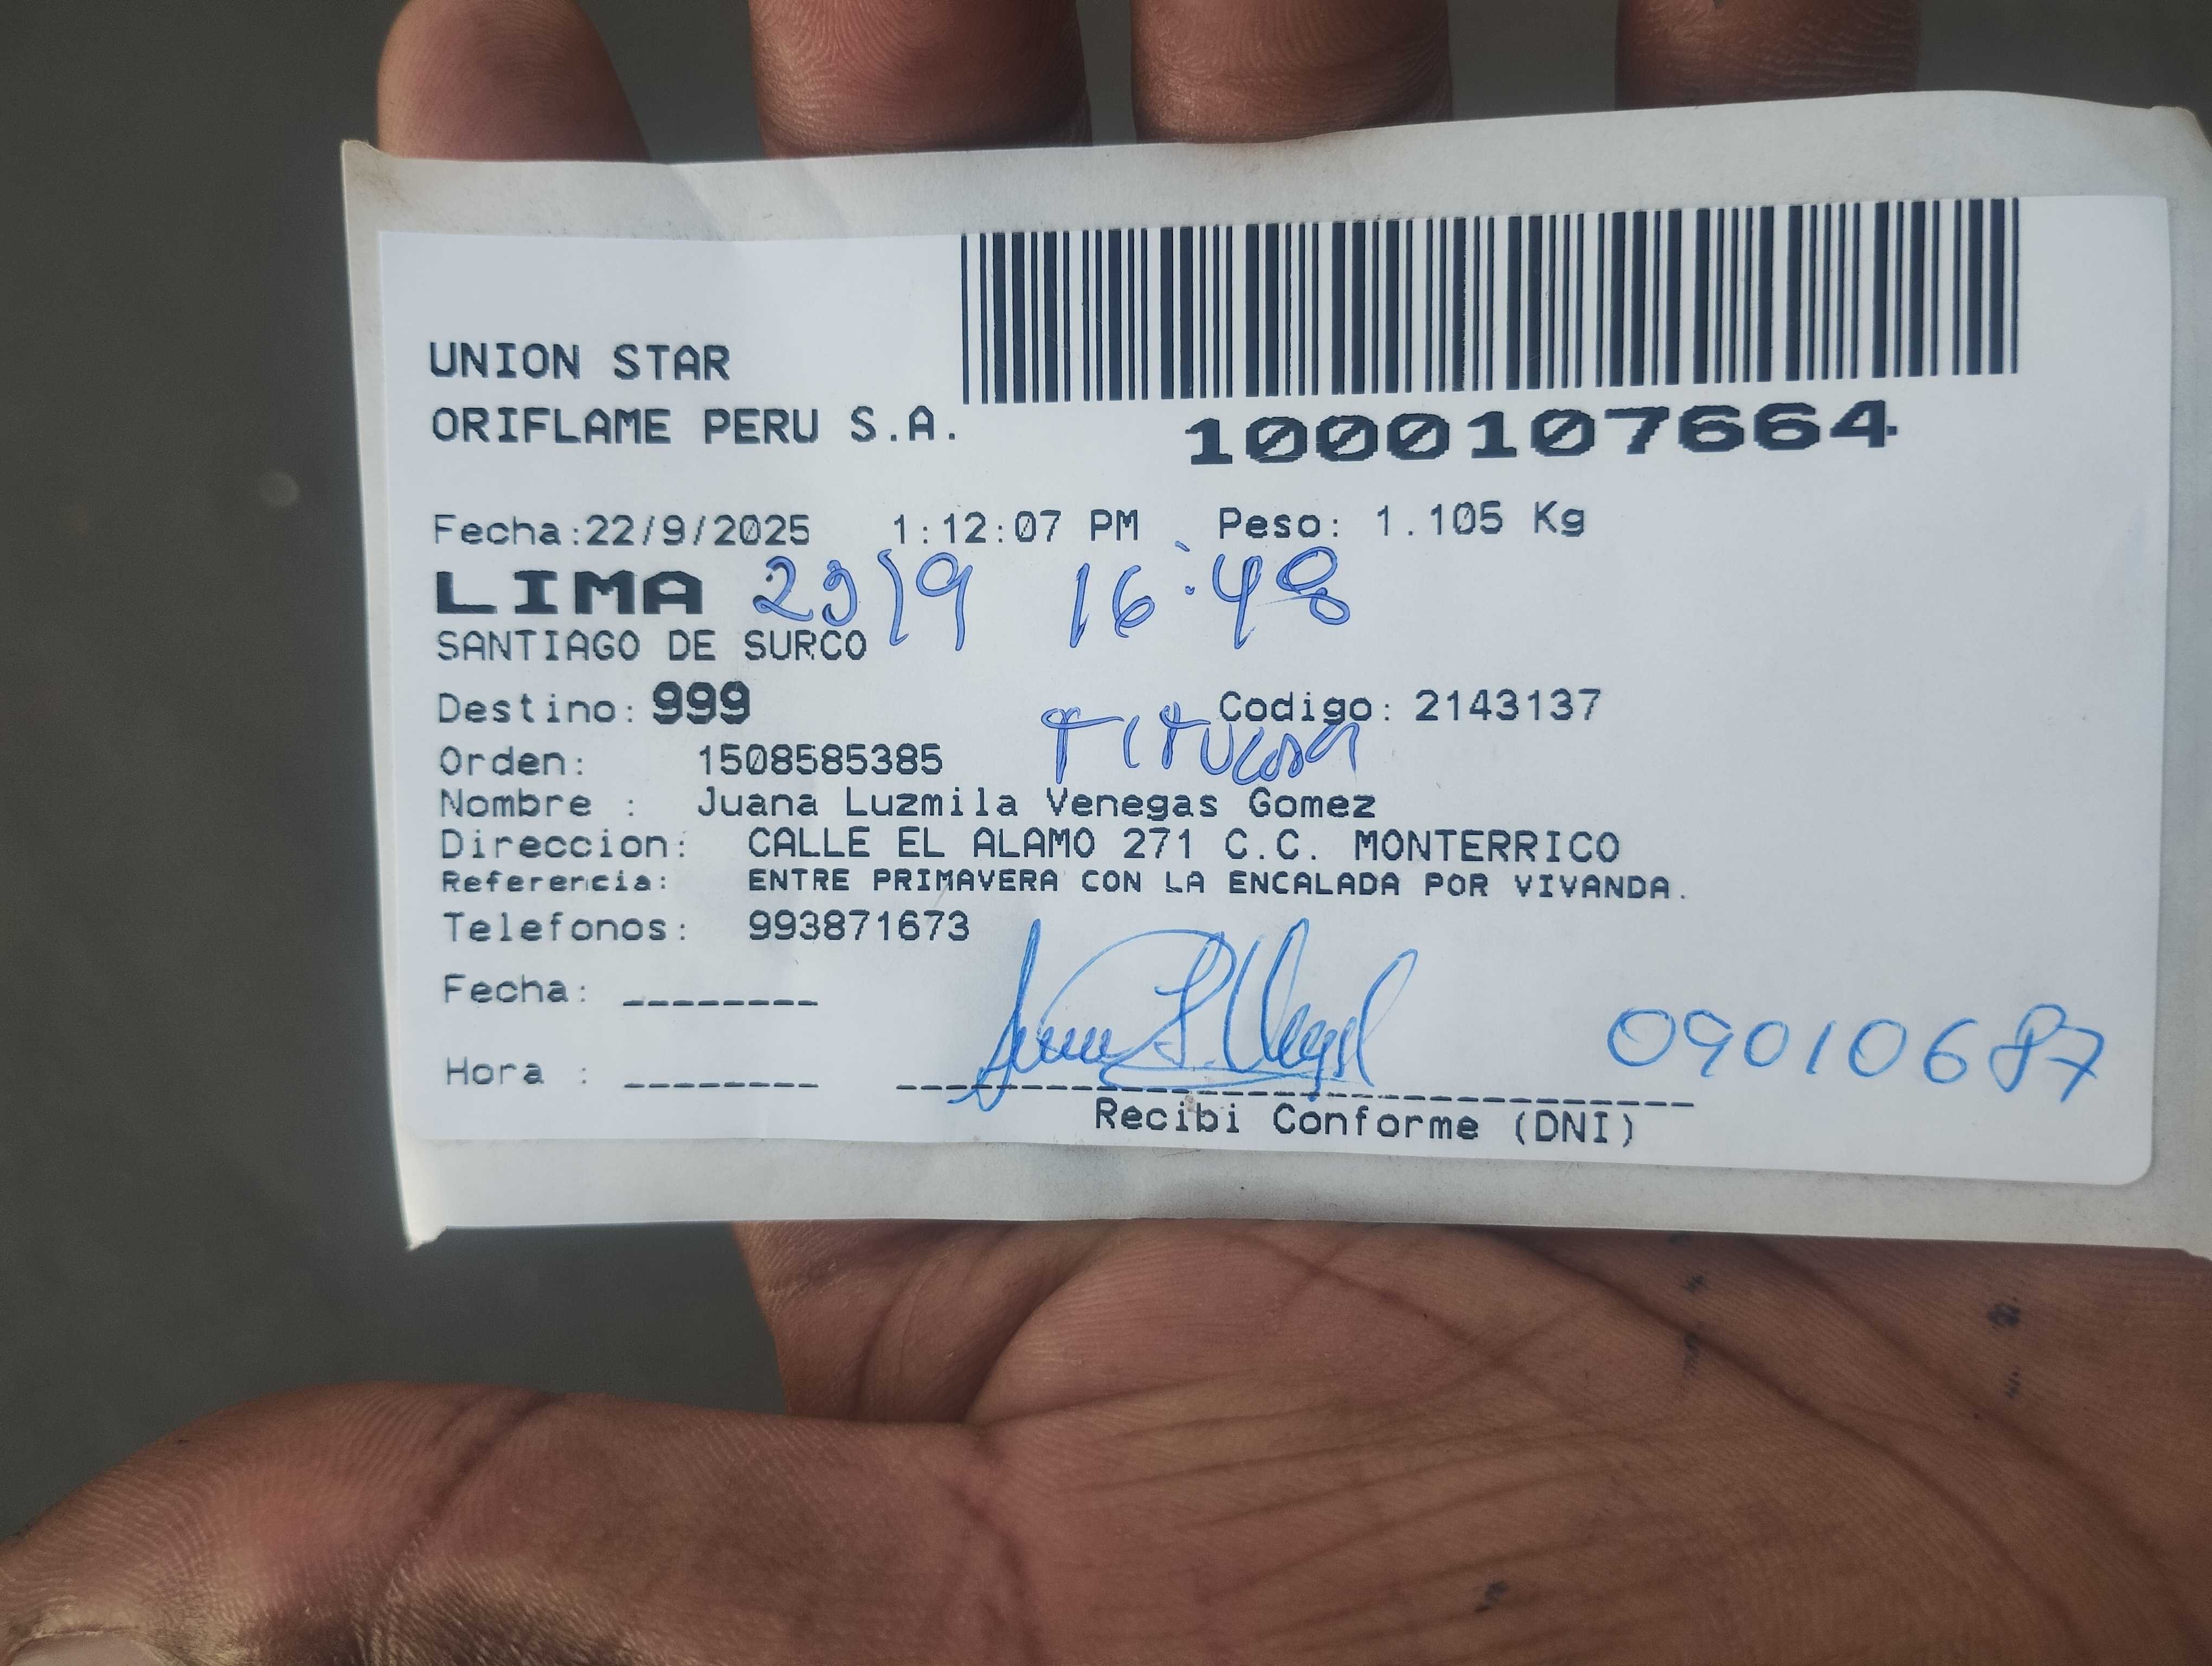 UNION STAR
ORIFLAME PERU S.A.
1000107664
Fecha:22/9/2025 1:12:07 PM Peso: 1.105 Kg
LIMA 23/9 16:48
SANTIAGO DE SURCO
Destino: 999 Codigo: 2143137
Titular
Orden: 1508585385
Nombre : Juana Luzmila Venegas Gomez
Direccion: CALLE EL ALAMO 271 C.C. MONTERRICO
Referencia: ENTRE PRIMAVERA CON LA ENCALADA POR VIVANDA.
Telefonos: 993871673
Fecha: --------
09010687
Hora : --------
Recibi Conforme (DNI)